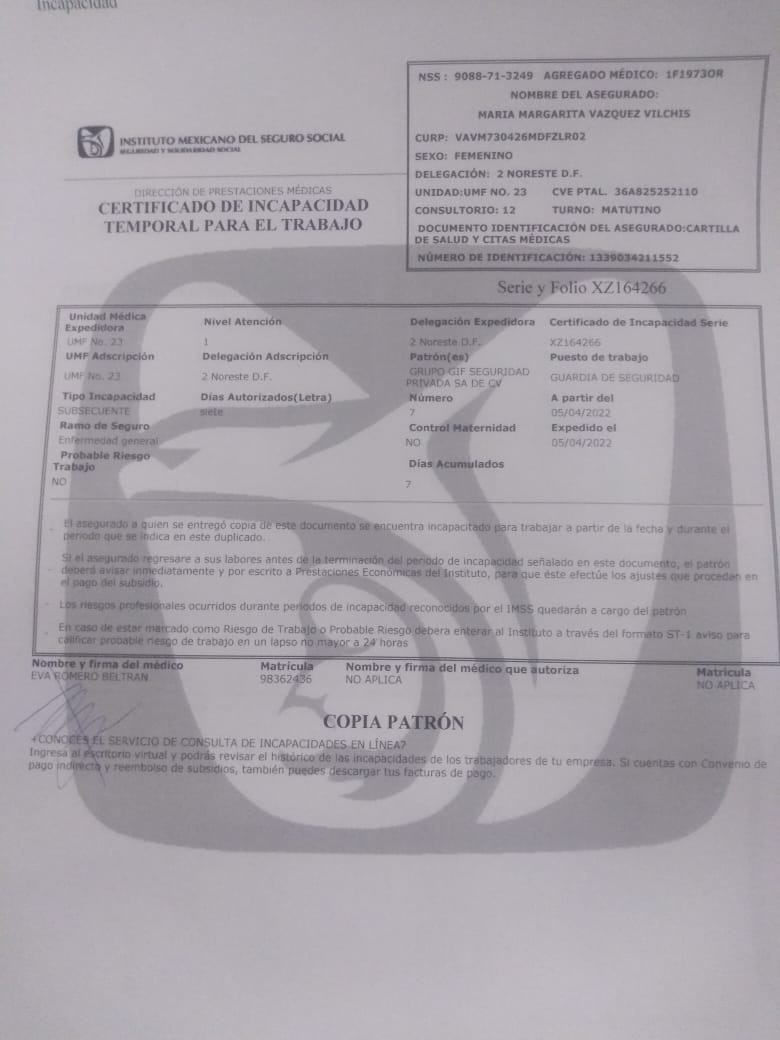 Incapacidad
NSS : 9088-71-3249 AGREGADO MÉDICO: 1F1973OR
NOMBRE DEL ASEGURADO:
MARIA MARGARITA VAZQUEZ VILCHIS
CURP: VAVM730426MDFZLR02
SEXO: FEMENINO
DELEGACIÓN: 2 NORESTE D.F.
UNIDAD:UMF NO. 23 CVE PTAL. 36A825252110
CONSULTORIO: 12 TURNO: MATUTINO
DOCUMENTO IDENTIFICACIÓN DEL ASEGURADO:CARTILLA
DE SALUD Y CITAS MÉDICAS
NÚMERO DE IDENTIFICACIÓN: 1339034211552
INSTITUTO MEXICANO DEL SEGURO SOCIAL
SEGURIDAD Y SOLIDARIDAD SOCIAL
DIRECCIÓN DE PRESTACIONES MÉDICAS
CERTIFICADO DE INCAPACIDAD
TEMPORAL PARA EL TRABAJO
Serie y Folio XZ164266
Unidad Médica Expedidora Nivel Atención Delegación Expedidora Certificado de Incapacidad Serie
UMF No. 23 1 2 Noreste D.F. XZ164266
UMF Adscripción Delegación Adscripción Patrón(es) Puesto de trabajo
UMF No. 23 2 Noreste D.F. GRUPO GIF SEGURIDAD PRIVADA SA DE CV GUARDIA DE SEGURIDAD
Tipo Incapacidad Días Autorizados(Letra) Número A partir del
SUBSECUENTE siete 7 05/04/2022
Ramo de Seguro Control Maternidad Expedido el
Enfermedad general NO 05/04/2022
Probable Riesgo Trabajo Días Acumulados
NO 7
El asegurado a quien se entregó copia de este documento se encuentra incapacitado para trabajar a partir de la fecha y durante el
periodo que se indica en este duplicado.
Si el asegurado regresare a sus labores antes de la terminación del periodo de incapacidad señalado en este documento, el patrón
deberá avisar inmediatamente y por escrito a Prestaciones Económicas del Instituto, para que éste efectúe los ajustes que procedan en
el pago del subsidio.
Los riesgos profesionales ocurridos durante periodos de incapacidad reconocidos por el IMSS quedarán a cargo del patrón
En caso de estar marcado como Riesgo de Trabajo o Probable Riesgo debera enterar al Instituto a través del formato ST-1 aviso para
calificar probable riesgo de trabajo en un lapso no mayor a 24 horas
Nombre y firma del médico Matrícula Nombre y firma del médico que autoriza Matrícula
EVA ROMERO BELTRAN 98362436 NO APLICA NO APLICA
COPIA PATRÓN
+CONOCES EL SERVICIO DE CONSULTA DE INCAPACIDADES EN LÍNEA?
Ingresa al escritorio virtual y podrás revisar el histórico de las incapacidades de los trabajadores de tu empresa. Si cuentas con Convenio de
pago indirecto y reembolso de subsidios, también puedes descargar tus facturas de pago.